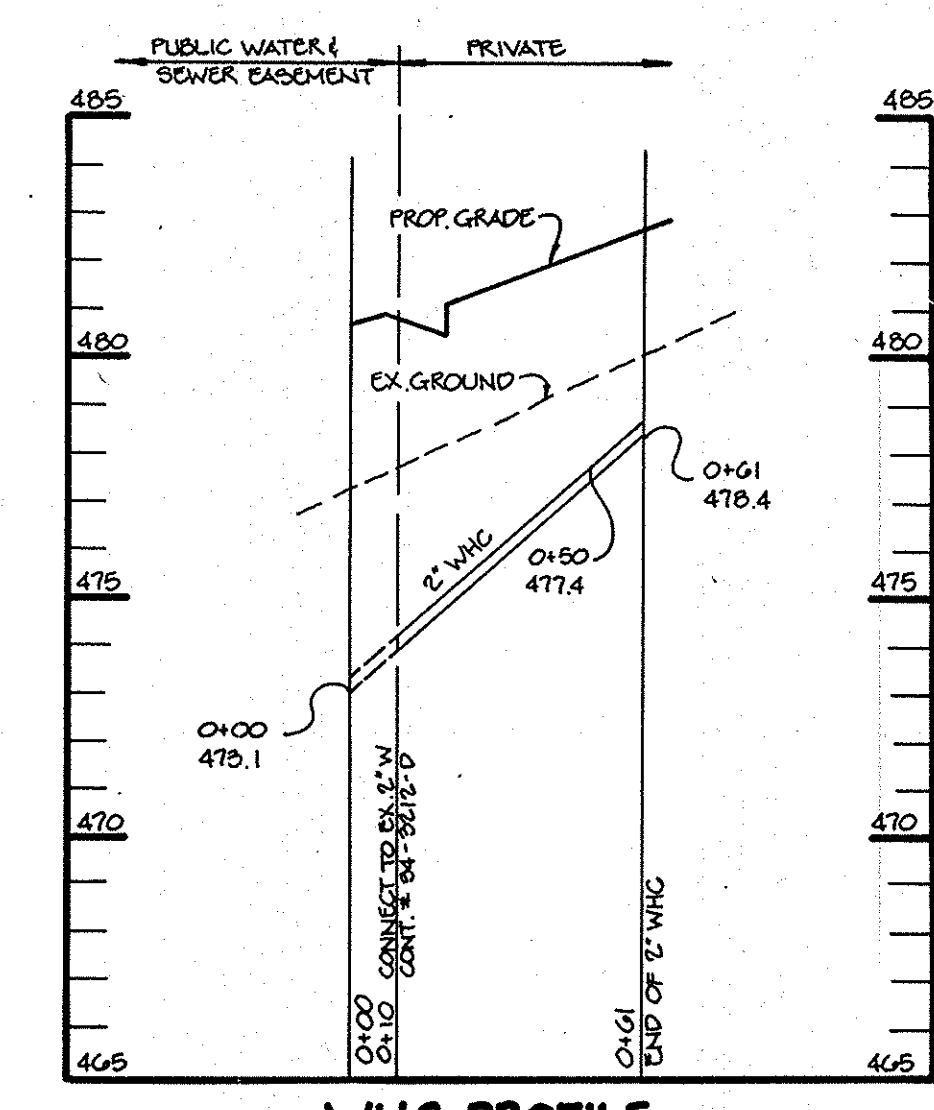 PUBLIC WATER &
SEWER EASEMENT
PRIVATE
485
485
PROP. GRADE
480
480
EX. GROUND
0+61
478.4
2" WHC
0+50
477.4
475
475
0+00
473.1
470
470
0+00
0+10 CONNECT TO EX. 2" W
CONT. # 34-3212-D
0+61
END OF 2" WHC
465
465